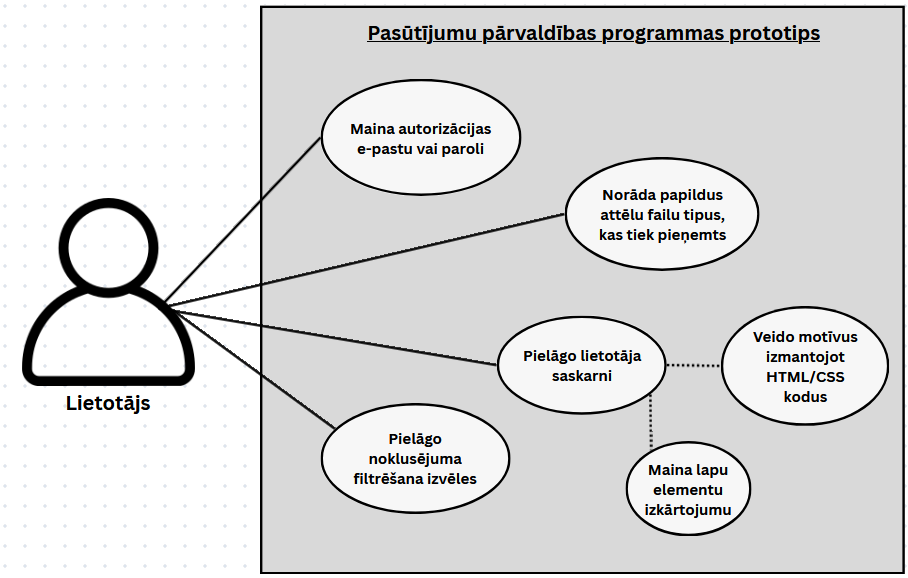 Pasūtījumu pārvaldības programmas prototips
Maina autorizācijas
e-pastu vai paroli
Norāda papildus
attēlu failu tipus,
kas tiek pieņemts
Pielāgo lietotāja
saskarni
Veido motīvus
izmantojot
HTML/CSS
kodus
Lietotājs
Pielāgo
noklusējuma
filtrēšana izvēles
Maina lapu
elementu
izkārtojumu